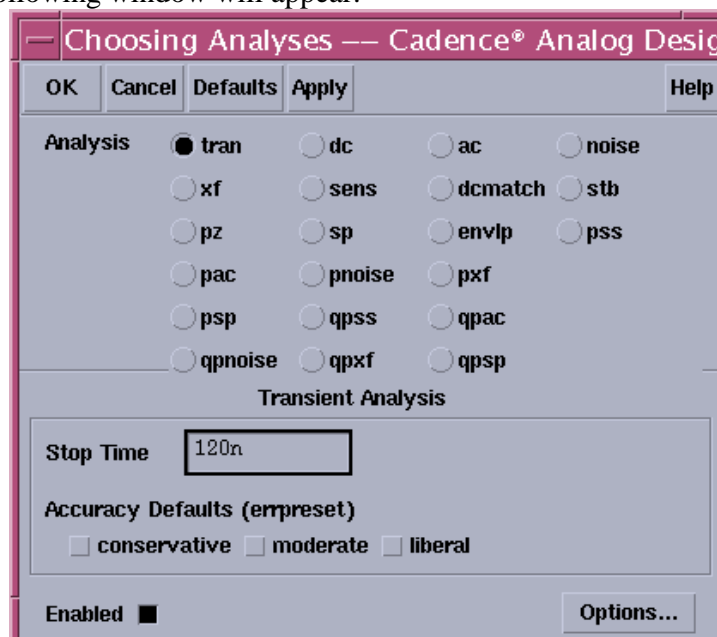 ollowing window will appear.
Choosing Analyses –– Cadence® Analog Desig
OK Cancel Defaults Apply Help
Analysis tran dc ac noise
xf sens dcmatch stb
pz sp envlp pss
pac pnoise pxf
psp qpss qpac
qpnoise qpxf qpsp
Transient Analysis
Stop Time 120n
Accuracy Defaults (errpreset)
conservative moderate liberal
Enabled Options...